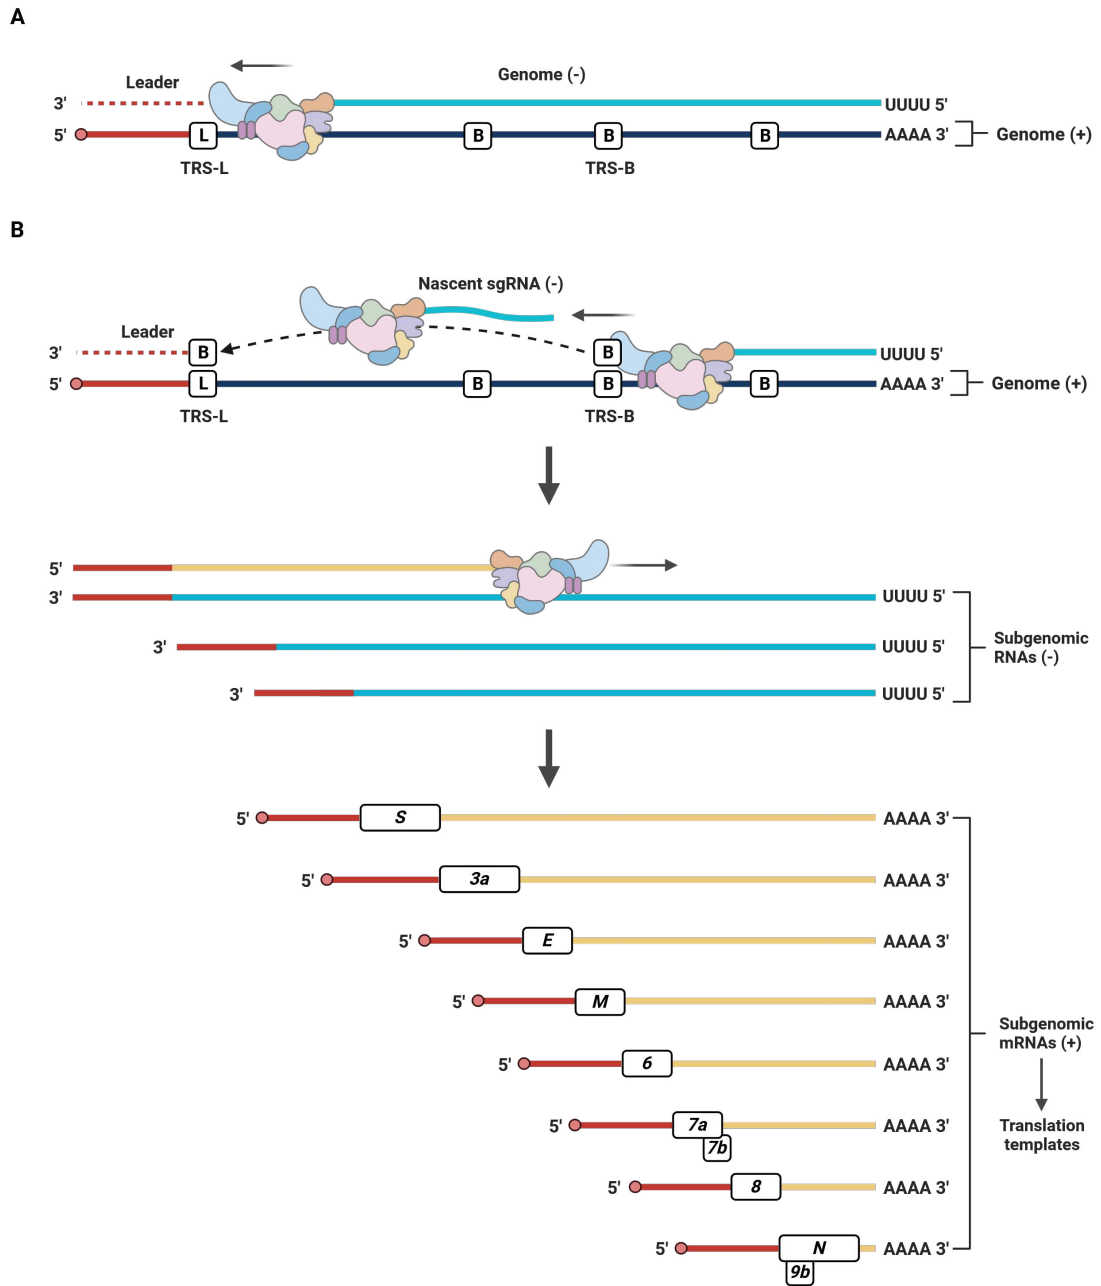 A
Genome (-)
Leader
3'
UUUU 5'
5'
L
B
B
B
AAAA 3'
Genome (+)
TRS-L
TRS-B
B
Nascent sgRNA (-)
Leader
3'
B
B
UUUU 5'
5'
L
B
B
B
AAAA 3'
Genome (+)
TRS-L
TRS-B
5'
3'
UUUU 5'
3'
UUUU 5'
Subgenomic
RNAs (-)
3'
UUUU 5'
5'
S
AAAA 3'
5'
3a
AAAA 3'
5'
E
AAAA 3'
5'
M
AAAA 3'
Subgenomic
mRNAs (+)
5'
6
AAAA 3'
5'
7a
AAAA 3'
7b
Translation
templates
5'
8
AAAA 3'
5'
N
AAAA 3'
9b